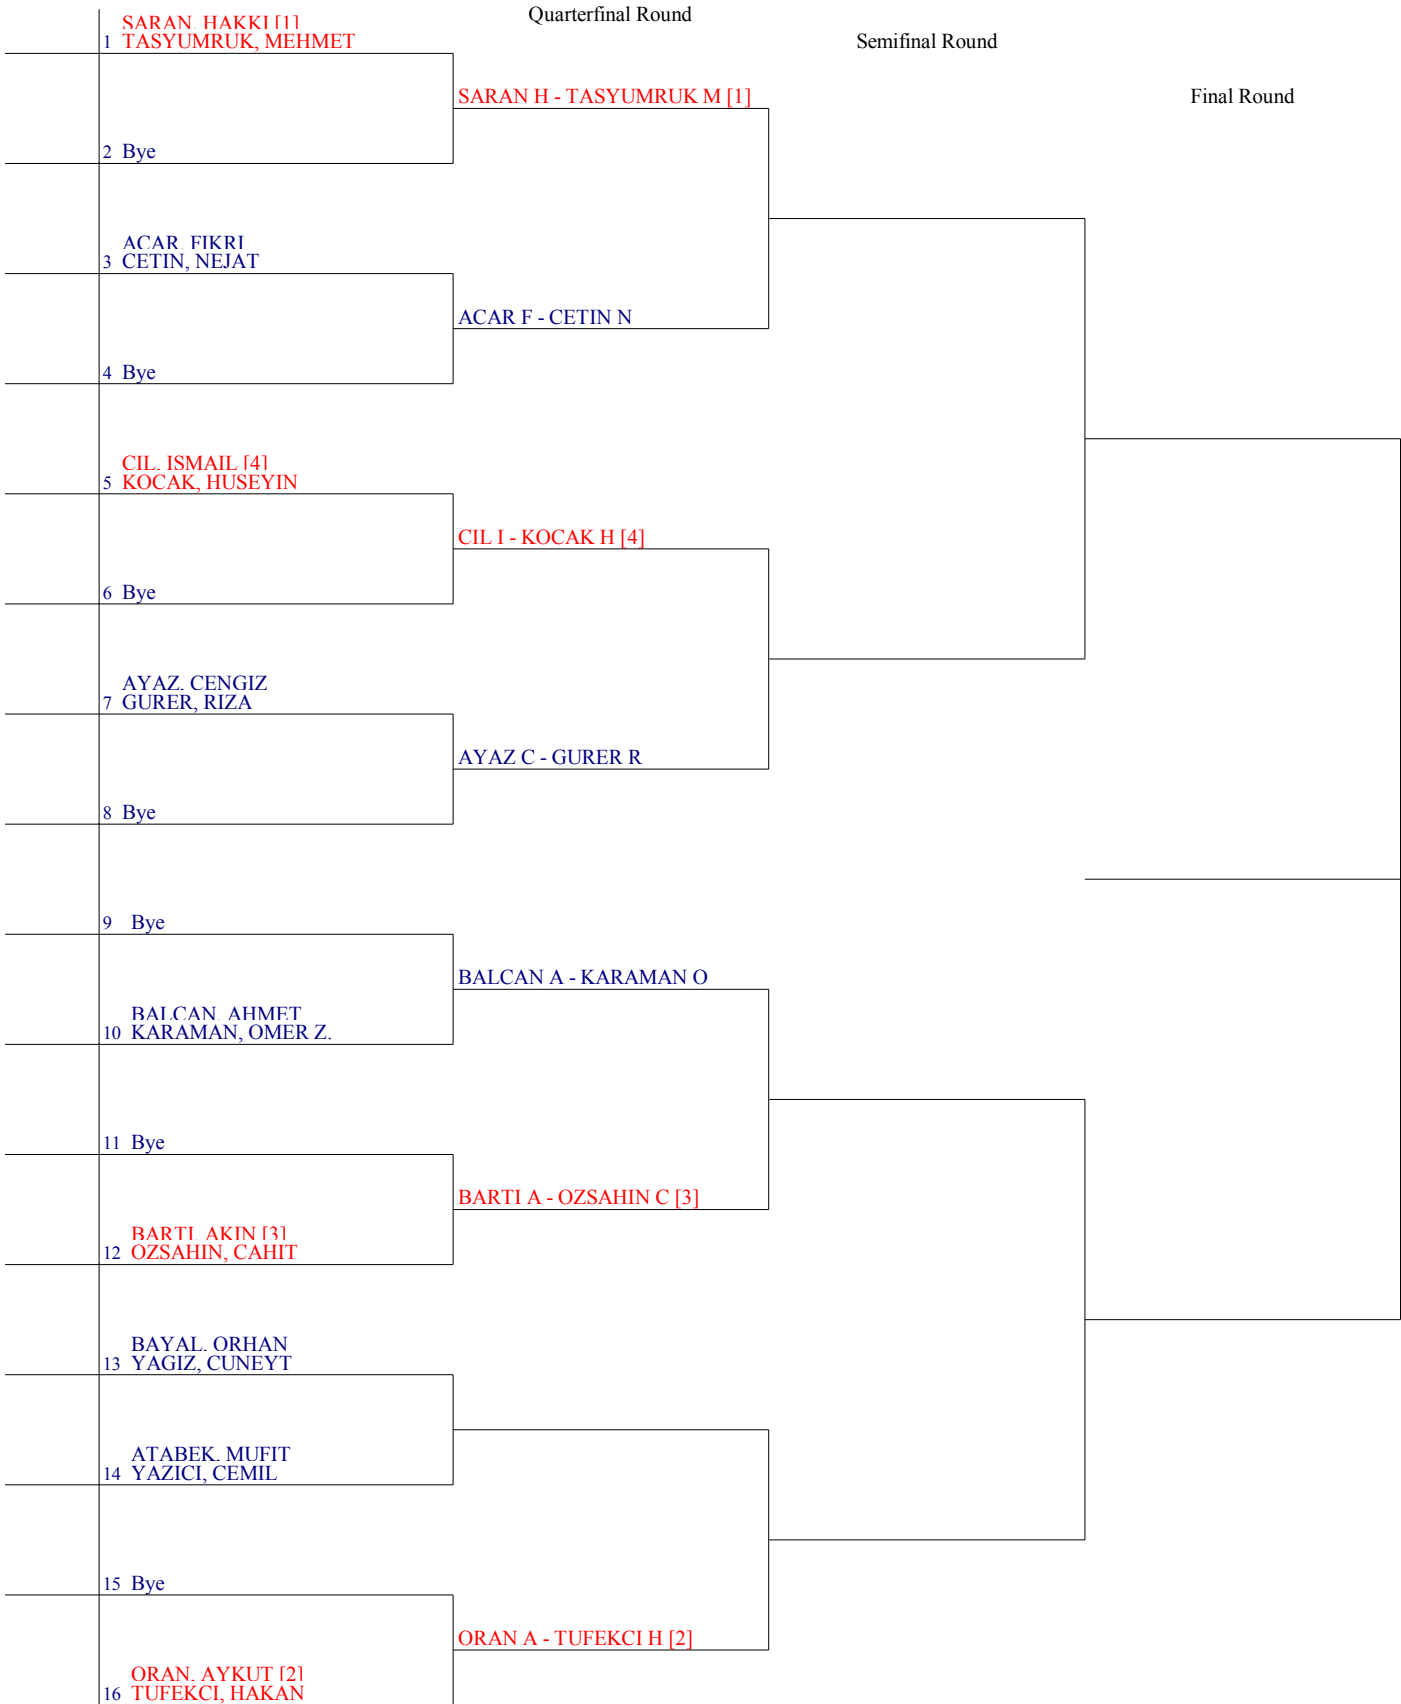 Quarterfinal Round
Semifinal Round
Final Round
SARAN, HAKKI [1]
1 TASYUMRUK, MEHMET
SARAN H - TASYUMRUK M [1]
2 Bye
ACAR, FIKRI
3 CETIN, NEJAT
ACAR F - CETIN N
4 Bye
CIL, ISMAIL [4]
5 KOCAK, HUSEYIN
CIL I - KOCAK H [4]
6 Bye
AYAZ, CENGIZ
7 GURER, RIZA
AYAZ C - GURER R
8 Bye
9 Bye
BALCAN A - KARAMAN O
BALCAN, AHMET
10 KARAMAN, OMER Z.
11 Bye
BARTI A - OZSAHIN C [3]
BARTI, AKIN [3]
12 OZSAHIN, CAHIT
BAYAL, ORHAN
13 YAGIZ, CUNEYT
ATABEK, MUFIT
14 YAZICI, CEMIL
15 Bye
ORAN A - TUFEKCI H [2]
ORAN, AYKUT [2]
16 TUFEKCI, HAKAN